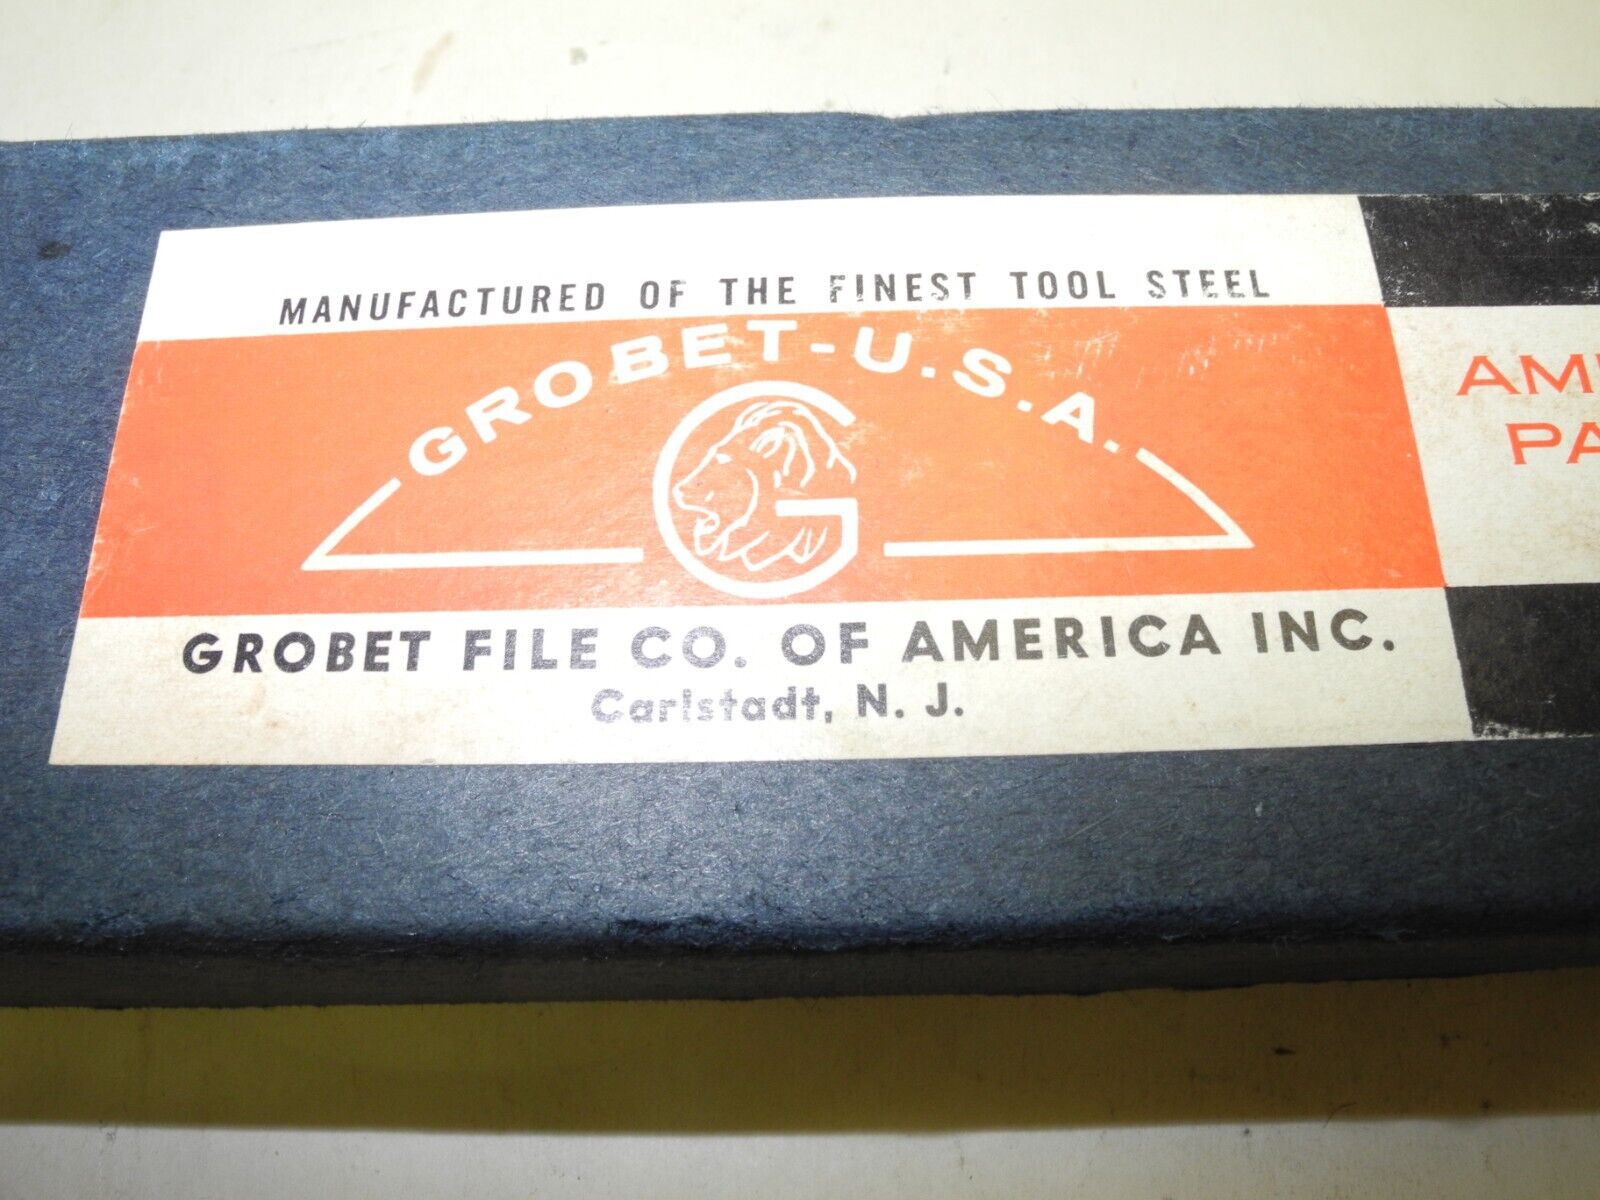 MANUFACTURED OF THE FINEST TOOL STEEL
GROBET-U.S.A.
G
GROBET FILE CO. OF AMERICA INC.
Carlstadt, N. J.